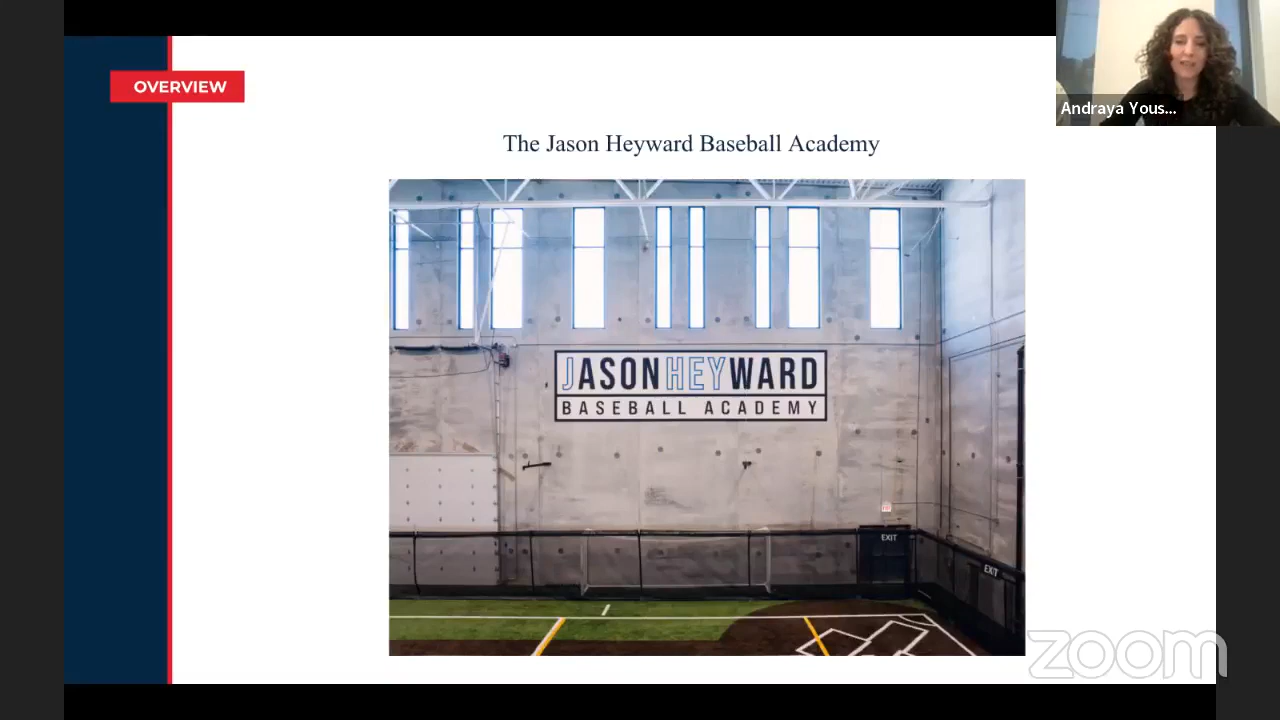 OVERVIEW
Andraya Yous...
The Jason Heyward Baseball Academy
JASONHEYWARD
BASEBALL ACADEMY
EXIT
EXIT
zoom